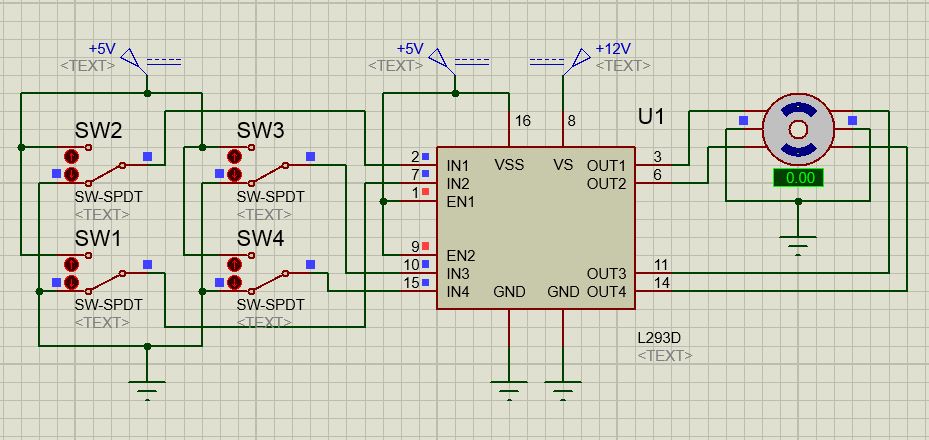 +5V
<TEXT>
+5V
<TEXT>
+12V
<TEXT>
SW2
SW-SPDT
<TEXT>
SW3
SW-SPDT
<TEXT>
SW1
SW-SPDT
<TEXT>
SW4
SW-SPDT
<TEXT>
16
8
U1
2 IN1 VSS VS OUT1 3
7 IN2 OUT2 6
1 EN1
9 EN2
10 IN3 OUT3 11
15 IN4 GND GND OUT4 14
L293D
<TEXT>
0.00